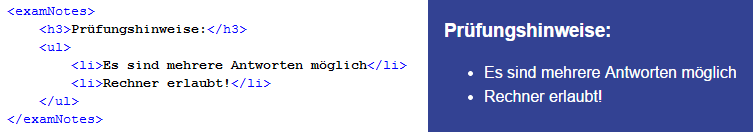 <examNotes>
<h3>Prüfungshinweise:</h3>
<ul>
<li>Es sind mehrere Antworten möglich</li>
<li>Rechner erlaubt!</li>
</ul>
</examNotes>
Prüfungshinweise:
• Es sind mehrere Antworten möglich
• Rechner erlaubt!